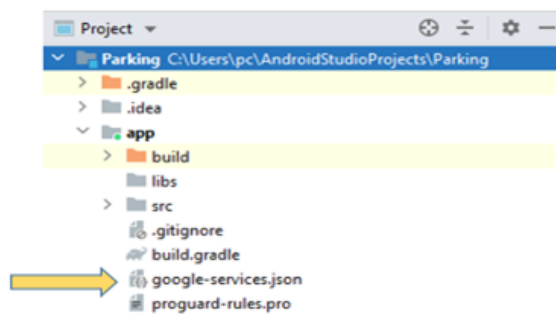 Project
Parking C:\Users\pc\AndroidStudioProjects\Parking
.gradle
.idea
app
build
libs
src
.gitignore
build.gradle
google-services.json
proguard-rules.pro